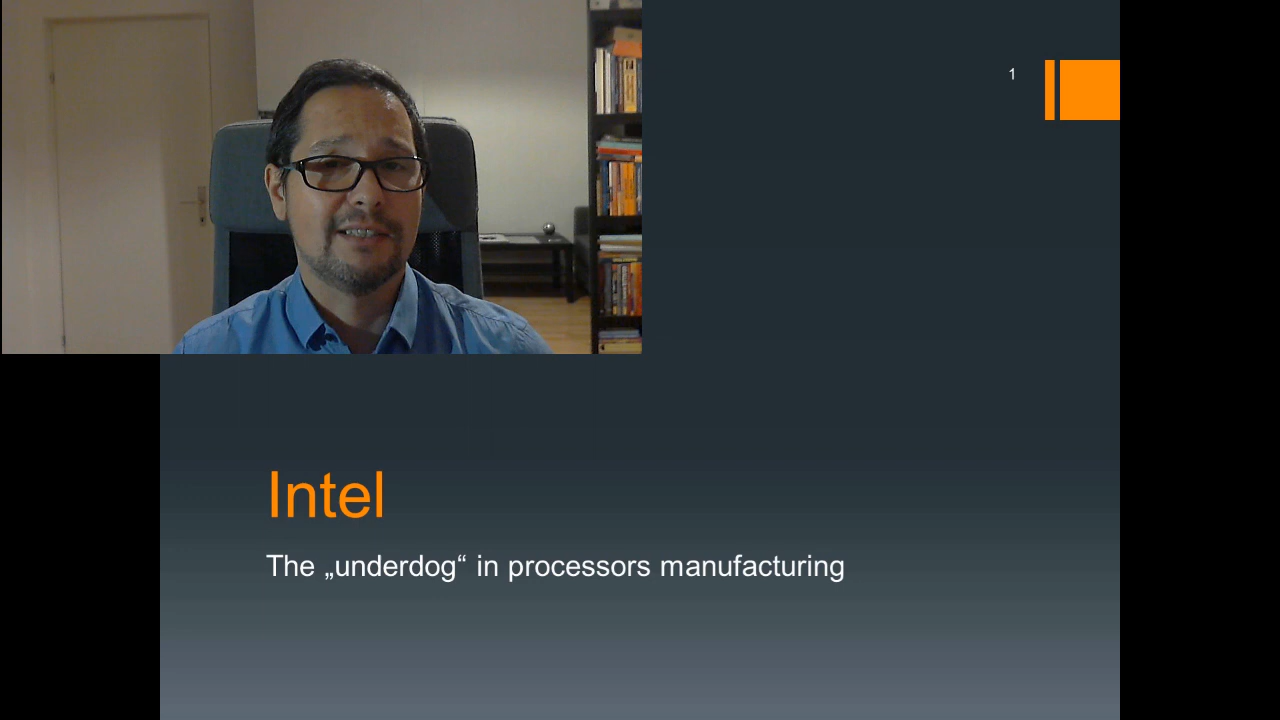 1
Intel
The „underdog“ in processors manufacturing